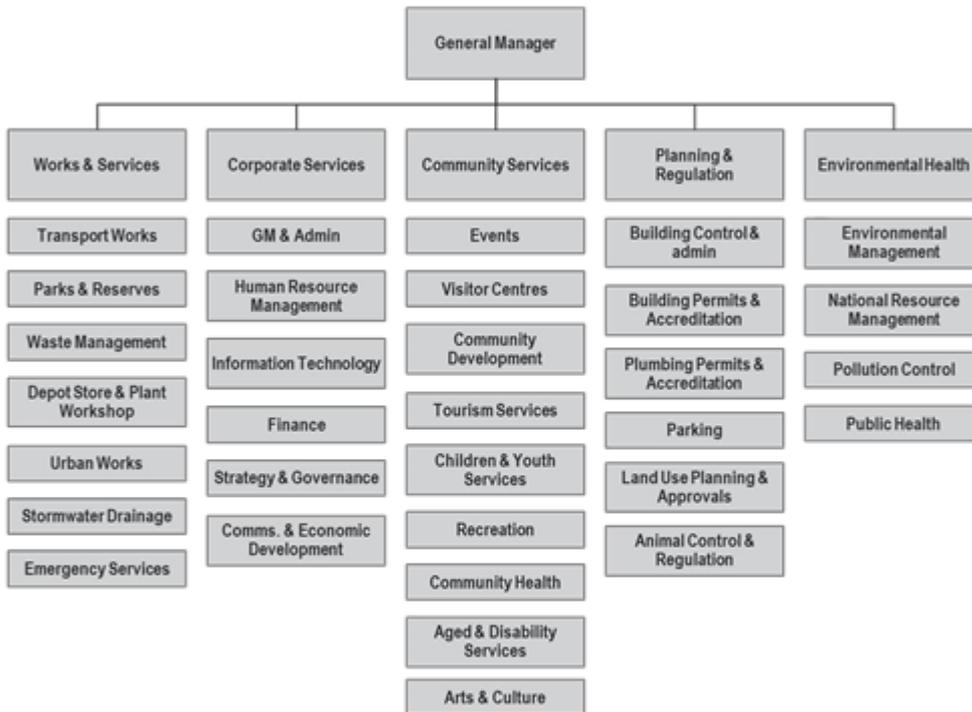 General Manager
Works & Services
Transport Works
Parks & Reserves
Waste Management
Depot Store & Plant
Workshop
Urban Works
Stormwater Drainage
Emergency Services
Corporate Services
GM & Admin
Human Resource
Management
Information Technology
Finance
Strategy & Governance
Comms. & Economic
Development
Community Services
Events
Visitor Centres
Community
Development
Tourism Services
Children & Youth
Services
Recreation
Community Health
Aged & Disability
Services
Arts & Culture
Planning &
Regulation
Building Control &
admin
Building Permits &
Accreditation
Plumbing Permits &
Accreditation
Parking
Land Use Planning &
Approvals
Animal Control &
Regulation
Environmental Health
Environmental
Management
National Resource
Management
Pollution Control
Public Health